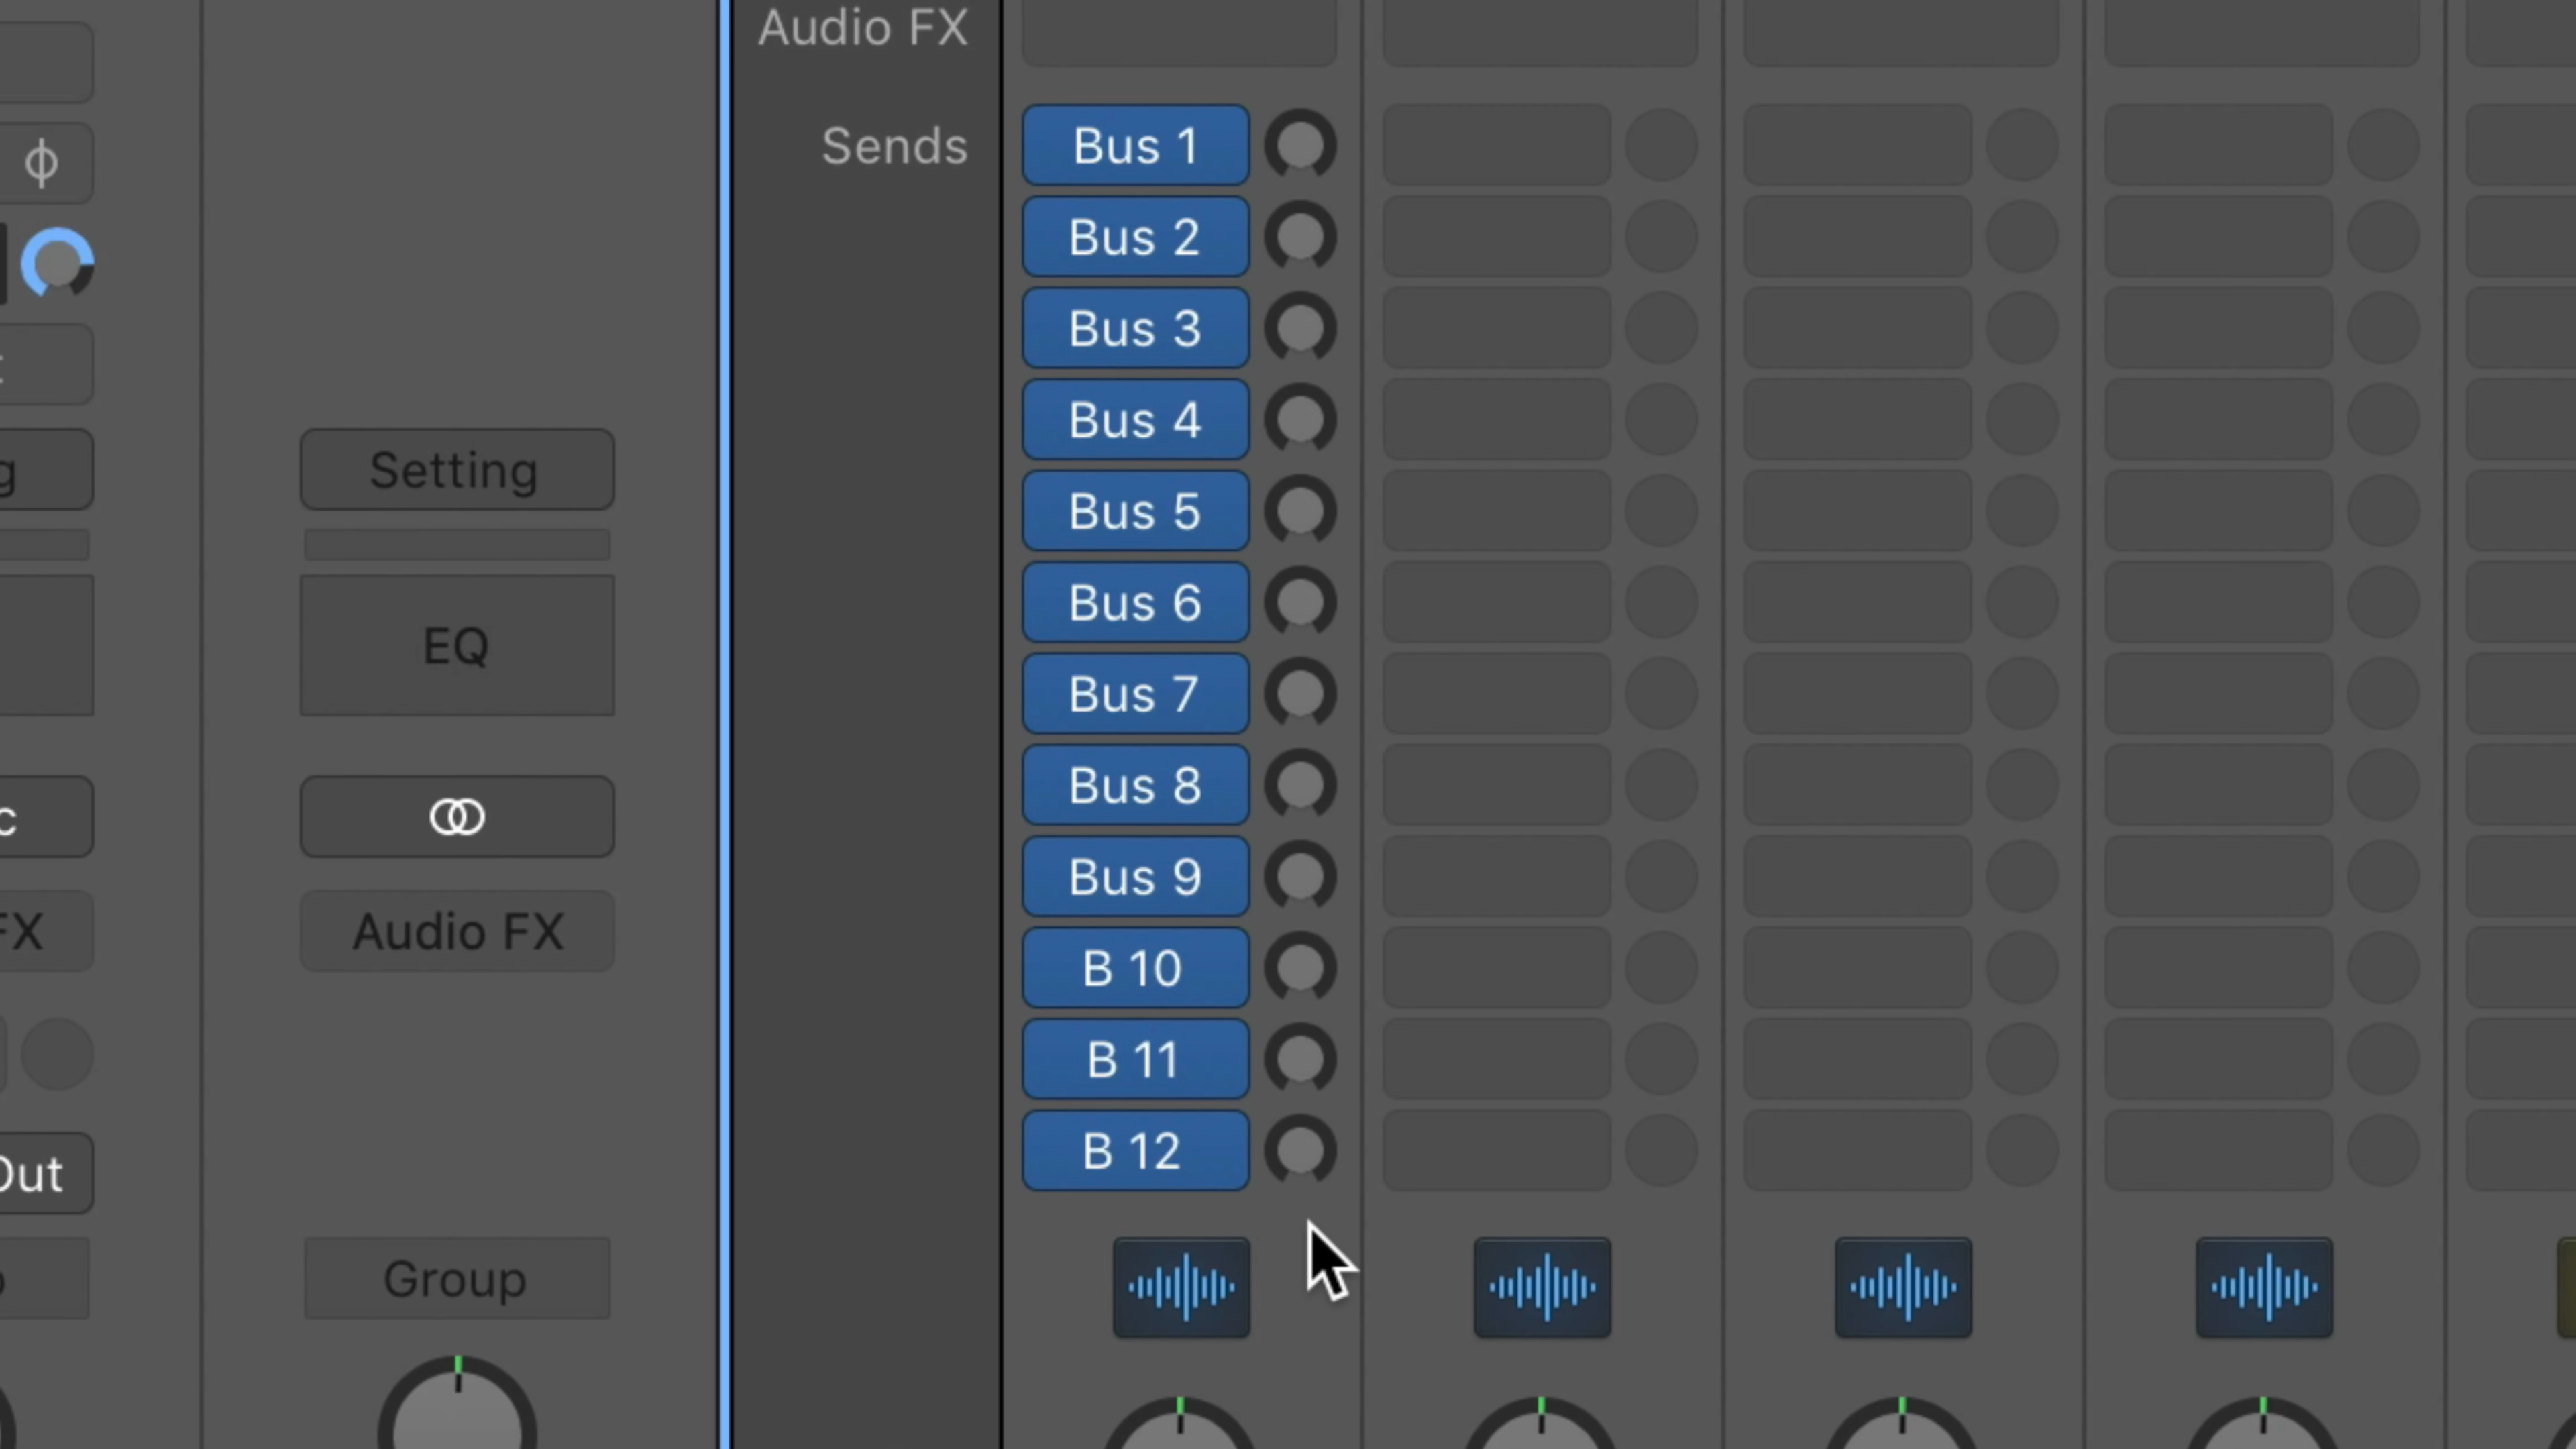 Audio FX
Sends
Bus 1
Bus 2
Bus 3
Bus 4
Bus 5
Bus 6
Bus 7
Bus 8
Bus 9
B 10
B 11
B 12
Setting
EQ
Audio FX
Group
FX
Out